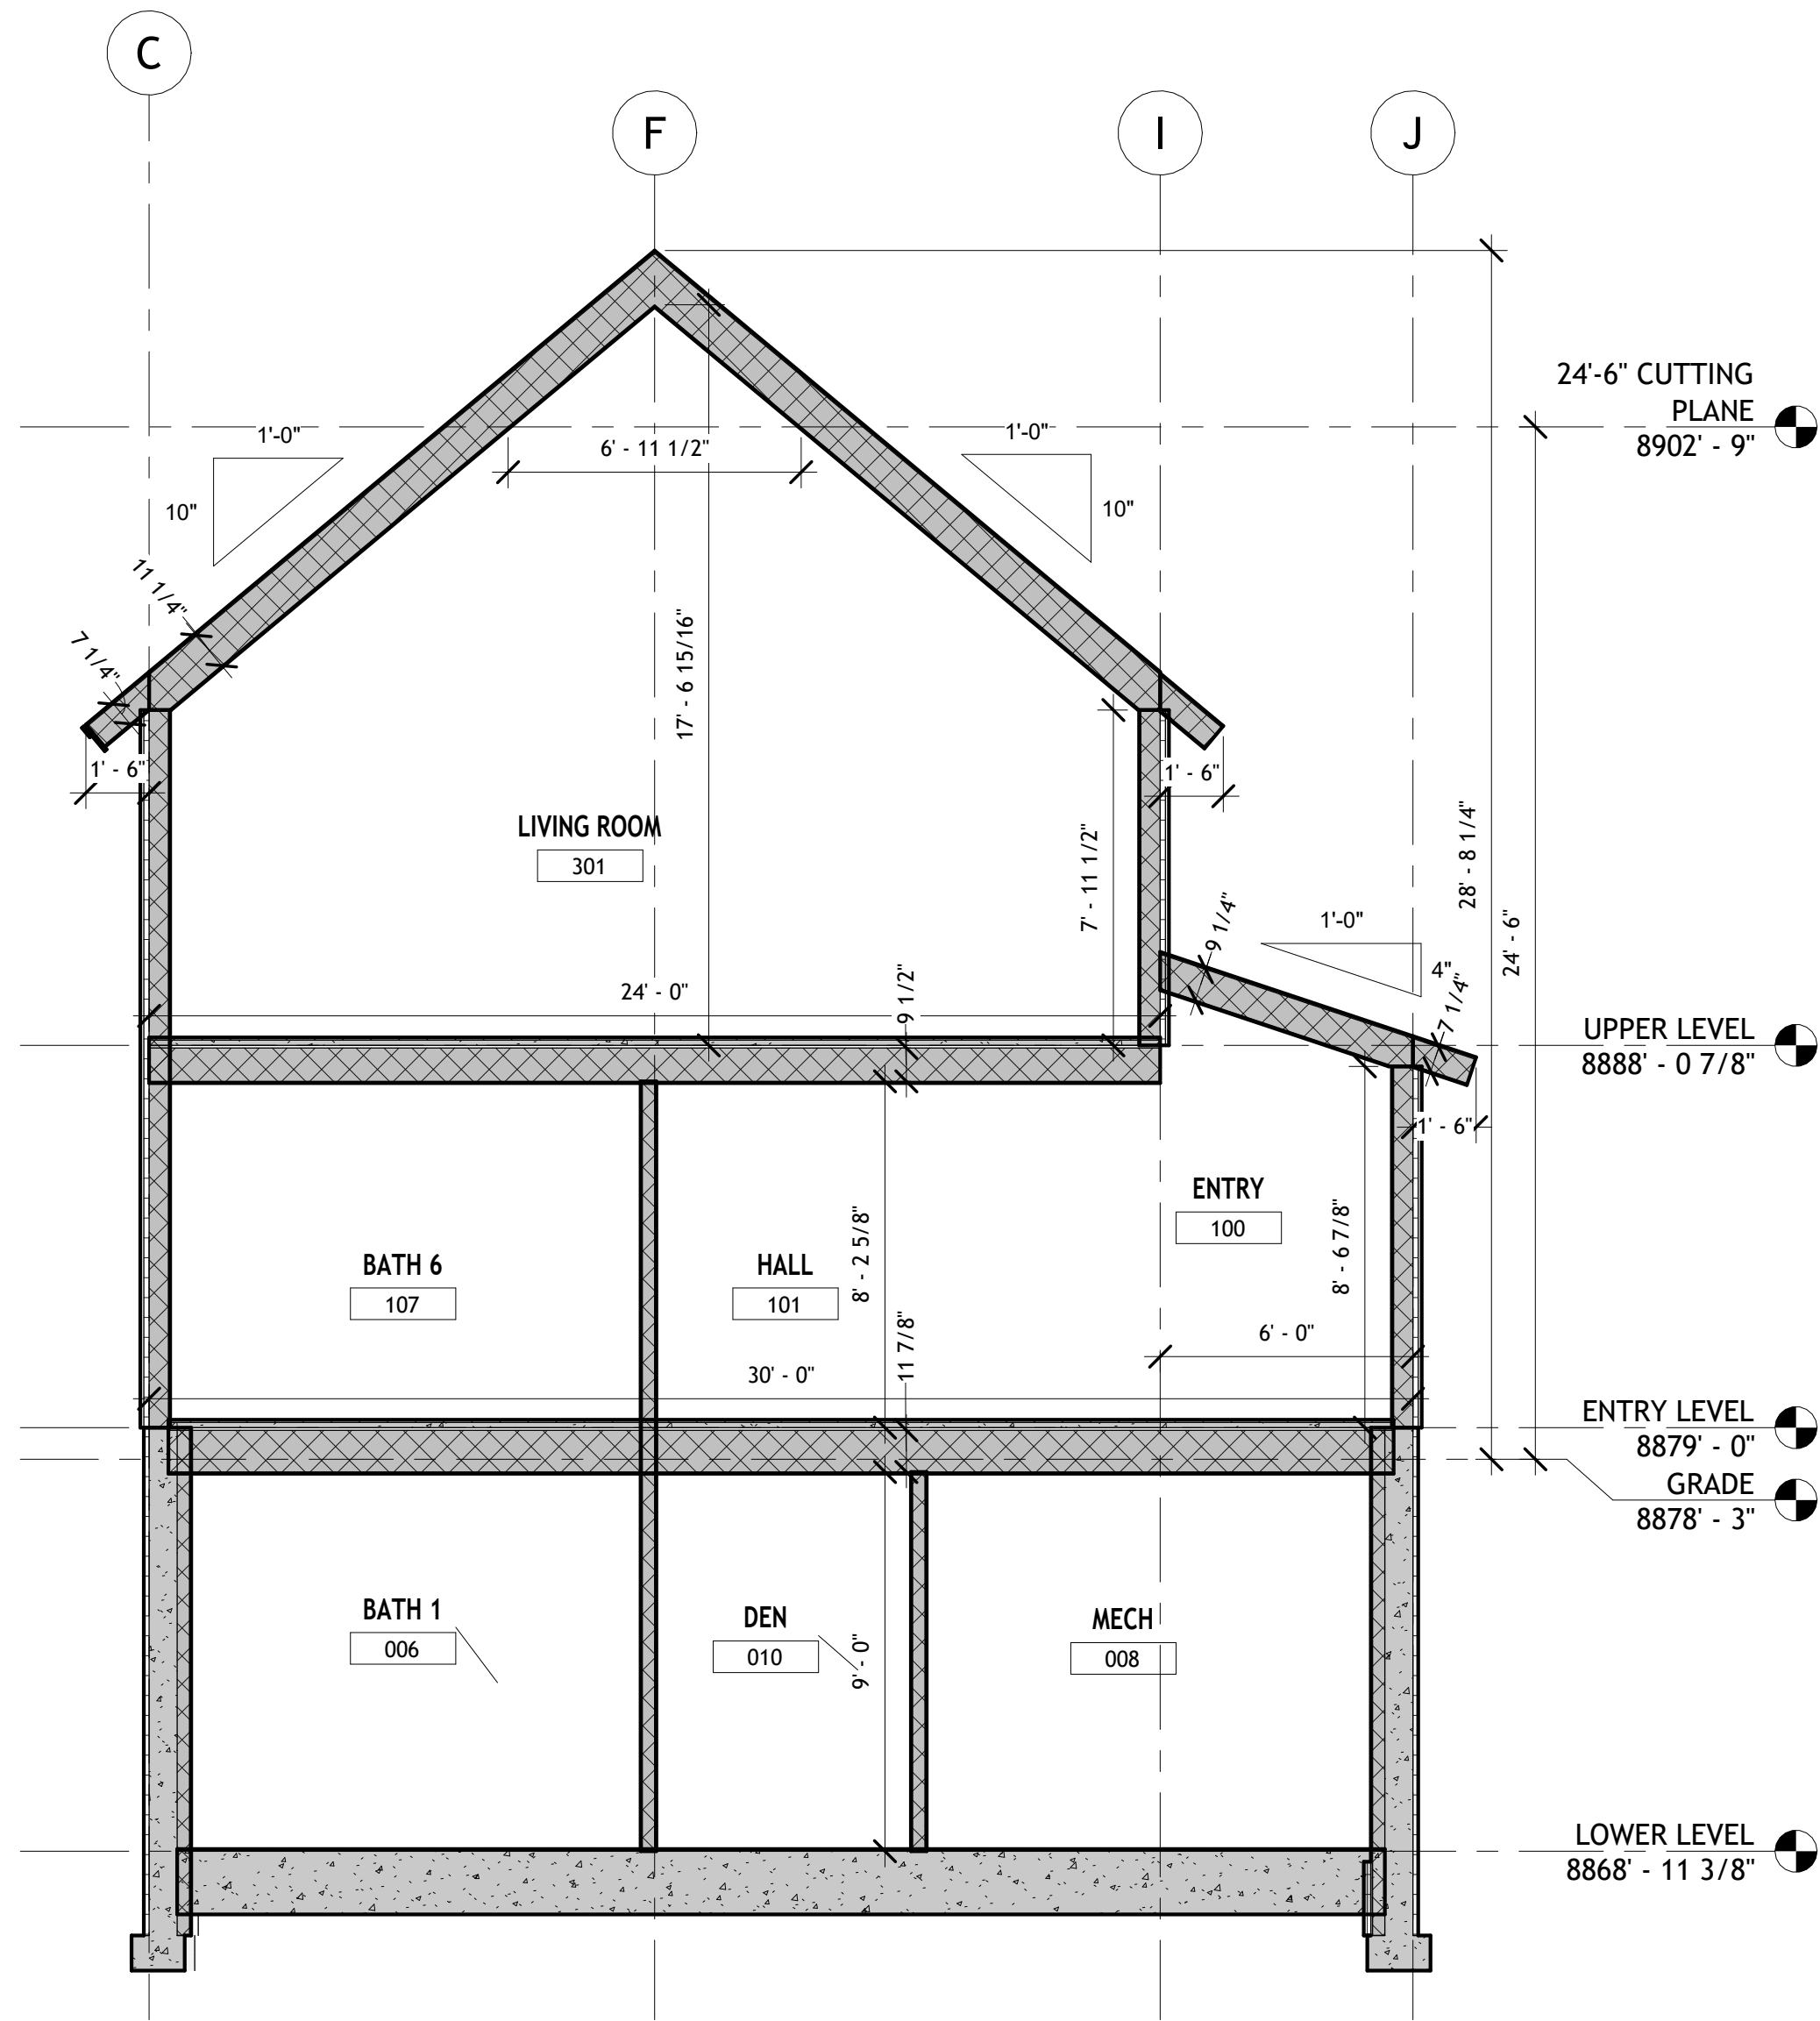 C
F
I
J
24'-6" CUTTING
PLANE
8902' - 9"
1'-0"
6' - 11 1/2"
1'-0"
10"
10"
11 1/4"
7 1/4"
17' - 6 15/16"
1' - 6"
1' - 6"
LIVING ROOM
301
7' - 11 1/2"
28' - 8 1/4"
24' - 6"
9 1/4"
1'-0"
4"
7 1/4"
24' - 0"
9 1/2"
UPPER LEVEL
8888' - 0 7/8"
1' - 6"
ENTRY
100
BATH 6
107
HALL
101
8' - 2 5/8"
8' - 6 7/8"
11 7/8"
6' - 0"
30' - 0"
ENTRY LEVEL
8879' - 0"
GRADE
8878' - 3"
BATH 1
006
DEN
010
9' - 0"
MECH
008
LOWER LEVEL
8868' - 11 3/8"